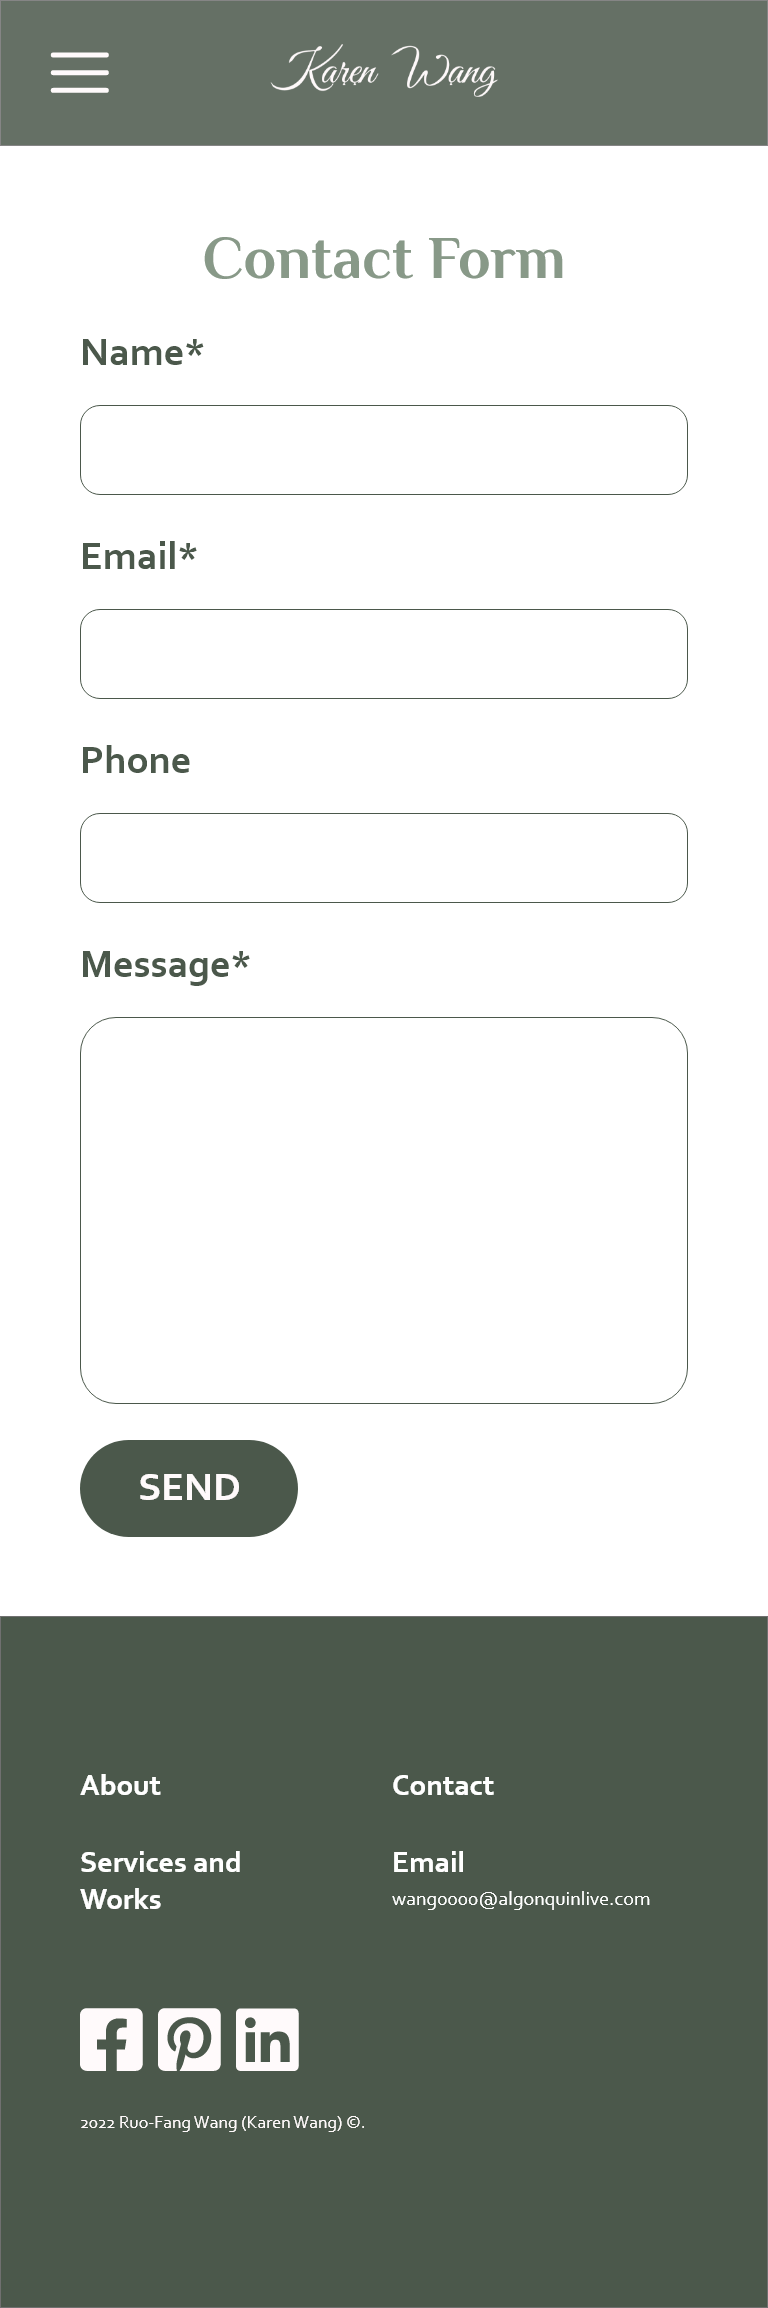 Karen Wang
Contact Form
Name*
Email*
Phone
Message*
SEND
About
Contact
Services and
Works
Email
wang0000@algonquinlive.com
2022 Ruo-Fang Wang (Karen Wang) ©.